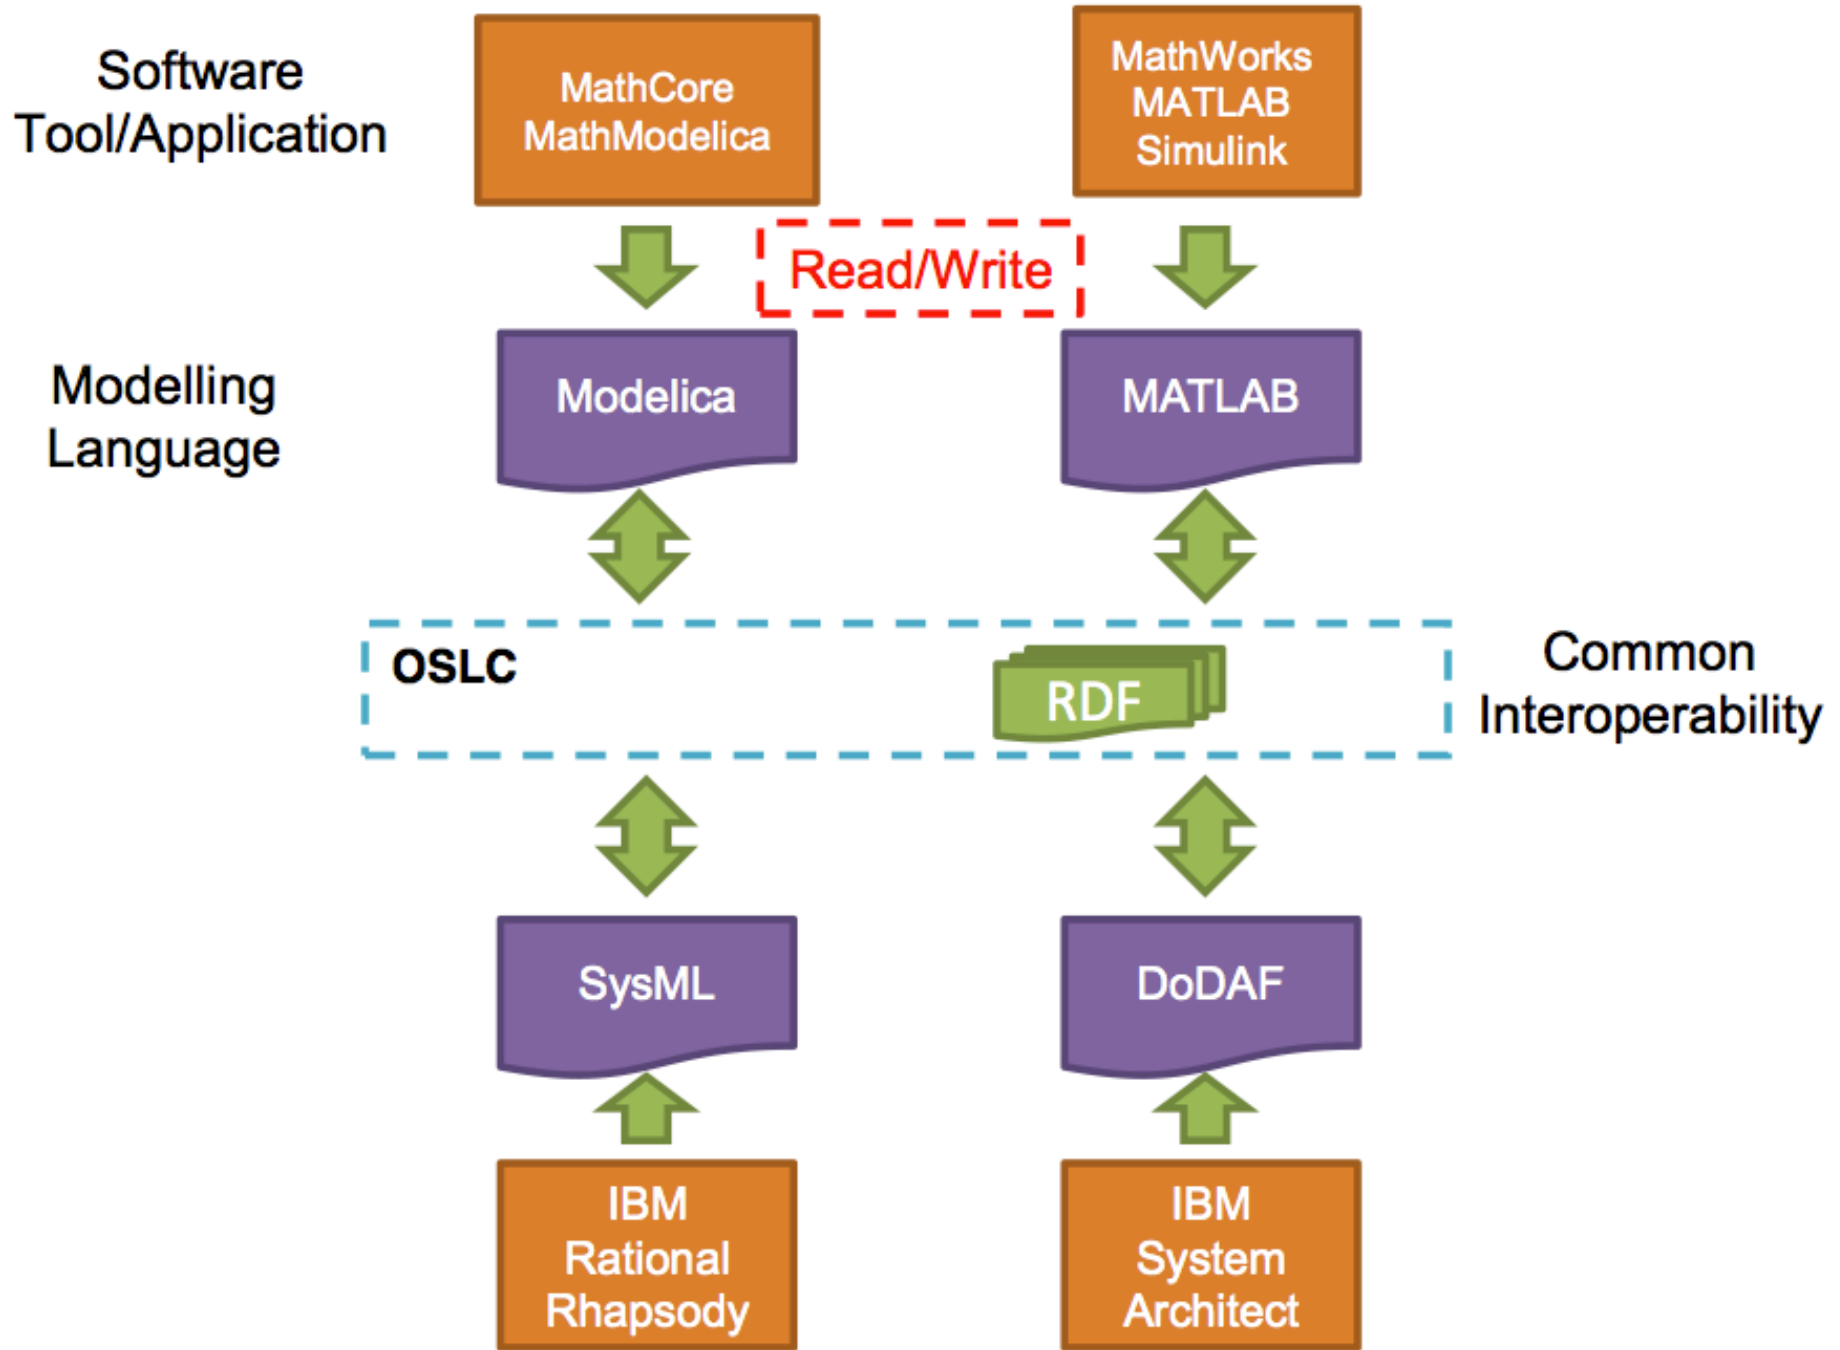 Software
Tool/Application
MathCore
MathModelica
MathWorks
MATLAB
Simulink
Read/Write
Modelling
Language
Modelica
MATLAB
OSLC
RDF
Common
Interoperability
SysML
DoDAF
IBM
Rational
Rhapsody
IBM
System
Architect